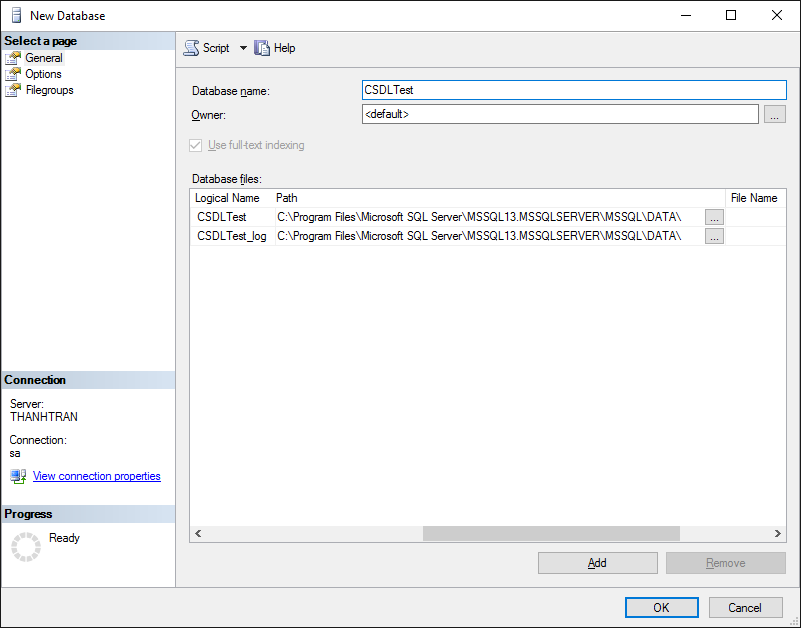 New Database
Select a page
General
Options
Filegroups
Script Help
Database name: CSDLTest
Owner: <default> ...
Use full-text indexing
Database files:
Logical Name Path File Name
CSDLTest C:\Program Files\Microsoft SQL Server\MSSQL13.MSSQLSERVER\MSSQL\DATA\ ...
CSDLTest_log C:\Program Files\Microsoft SQL Server\MSSQL13.MSSQLSERVER\MSSQL\DATA\ ...
Connection
Server:
THANHTRAN
Connection:
sa
View connection properties
Progress
Ready
Add Remove
OK Cancel